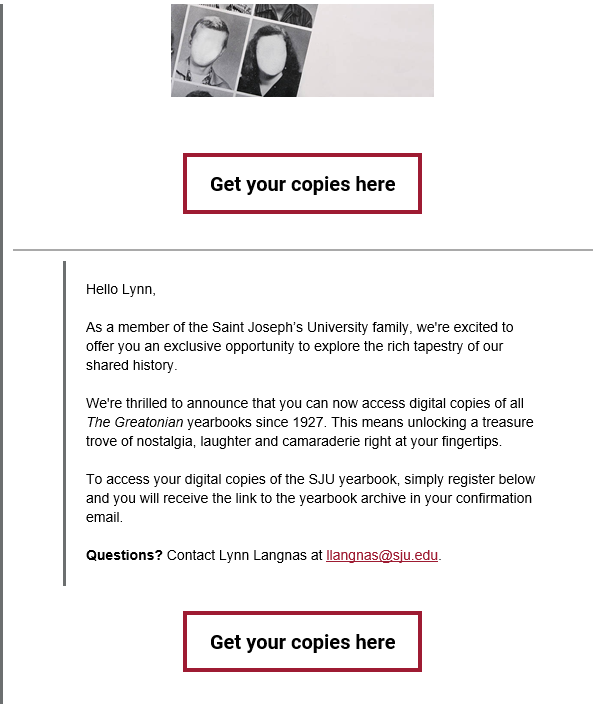 Get your copies here
Hello Lynn,
As a member of the Saint Joseph's University family, we're excited to
offer you an exclusive opportunity to explore the rich tapestry of our
shared history.
We're thrilled to announce that you can now access digital copies of all
The Greatonian yearbooks since 1927. This means unlocking a treasure
trove of nostalgia, laughter and camaraderie right at your fingertips.
To access your digital copies of the SJU yearbook, simply register below
and you will receive the link to the yearbook archive in your confirmation
email.
Questions? Contact Lynn Langnas at llangnas@sju.edu.
Get your copies here